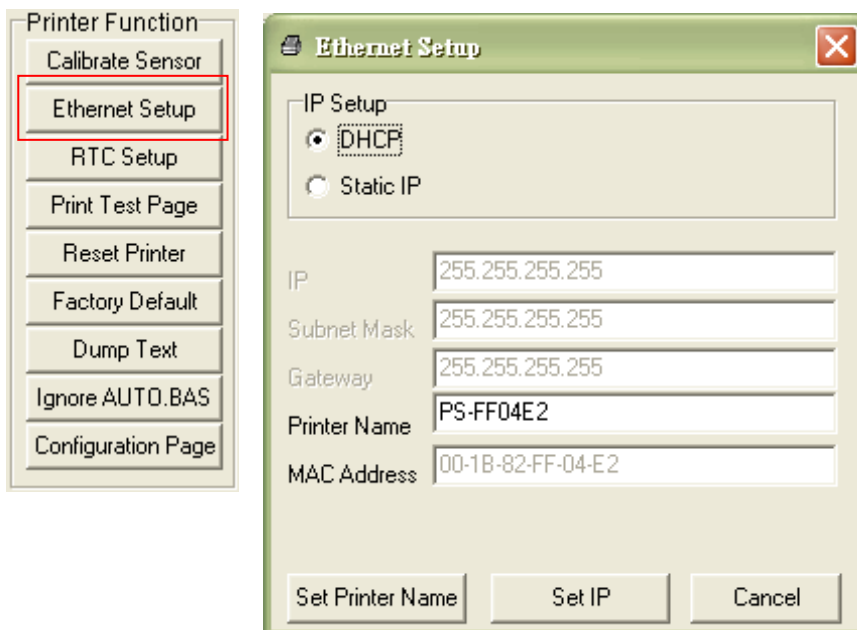 Printer Function
Calibrate Sensor
Ethernet Setup
RTC Setup
Print Test Page
Reset Printer
Factory Default
Dump Text
Ignore AUTO.BAS
Configuration Page
Ethernet Setup
IP Setup
DHCP
Static IP
IP 255.255.255.255
Subnet Mask 255.255.255.255
Gateway 255.255.255.255
Printer Name PS-FF04E2
MAC Address 00-1B-82-FF-04-E2
Set Printer Name Set IP Cancel